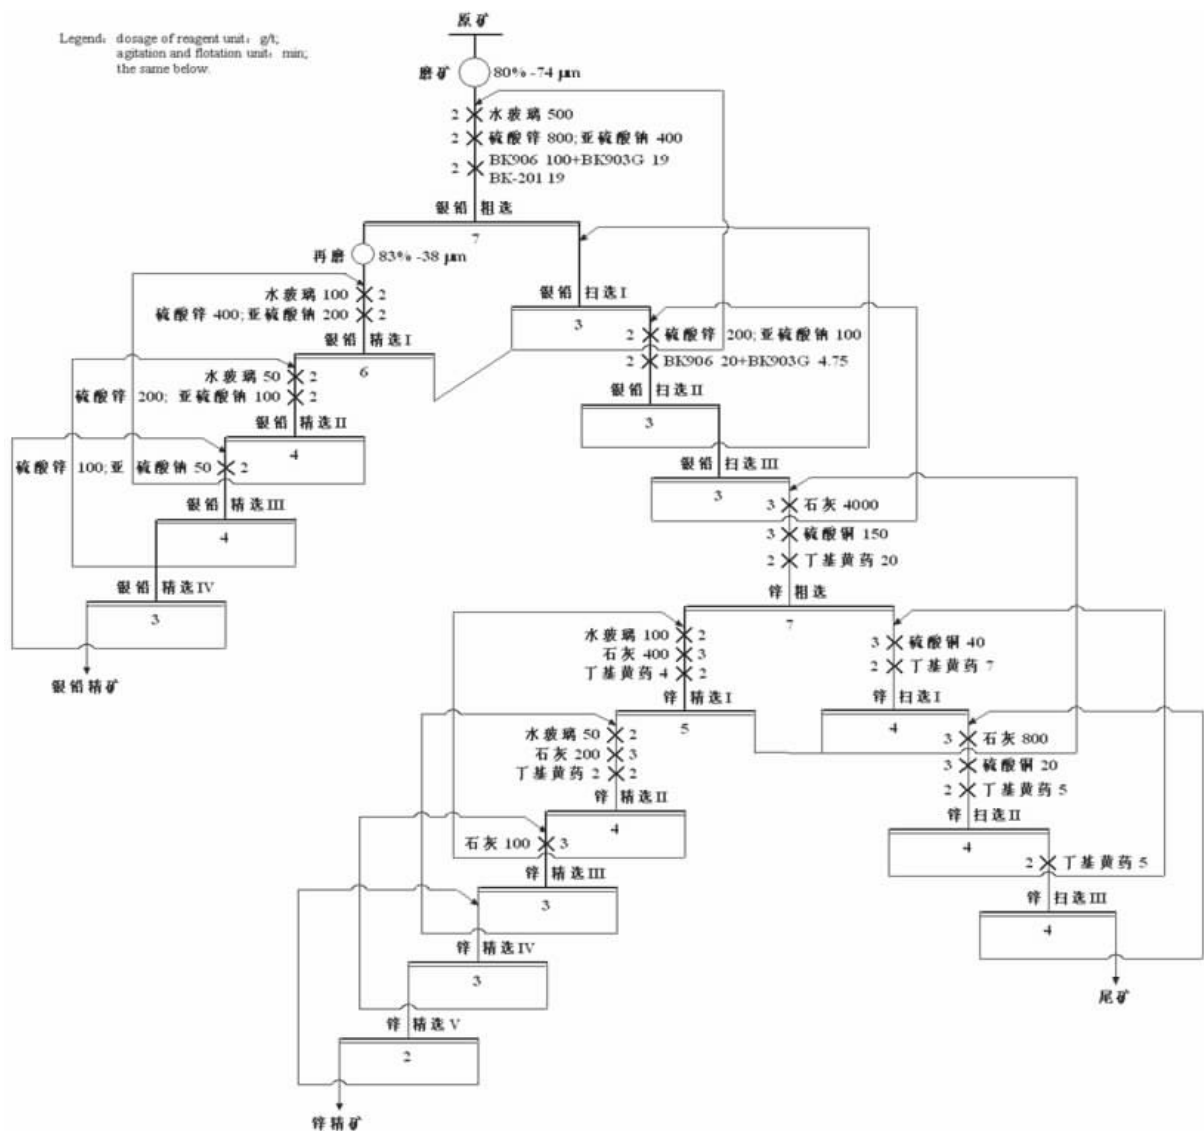 原矿
Legend: dosage of reagent unit: g/t;
agitation and flotation unit: min;
the same below.
磨矿 80% -74 μm
2 水玻璃 500
2 硫酸锌 800;亚硫酸钠 400
BK906 100+BK903G 19
2 BK-201 19
银铅 粗选
7
再磨 83% -38 μm
水玻璃 100 2
硫酸锌 400;亚硫酸钠 200 2
银铅 精选 I
6
银铅 扫选 I
3
2 硫酸锌 200;亚硫酸钠 100
2 BK906 20+BK903G 4.75
银铅 扫选 II
3
水玻璃 50 2
硫酸锌 200; 亚硫酸钠 100 2
银铅 精选 II
4
硫酸锌 100;亚硫酸钠 50 2
银铅 精选 III
4
银铅 精选 IV
3
银铅精矿
银铅 扫选 III
3
3 石灰 4000
3 硫酸铜 150
2 丁基黄药 20
锌 粗选
7
水玻璃 100 2
石灰 400 3
丁基黄药 4 2
锌 精选 I
5
3 硫酸铜 40
2 丁基黄药 7
锌 扫选 I
4
水玻璃 50 2
石灰 200 3
丁基黄药 2 2
锌 精选 II
4
3 石灰 800
3 硫酸铜 20
2 丁基黄药 5
锌 扫选 II
4
石灰 100 3
锌 精选 III
3
2 丁基黄药 5
锌 扫选 III
4
尾矿
锌 精选 IV
3
锌 精选 V
2
锌精矿